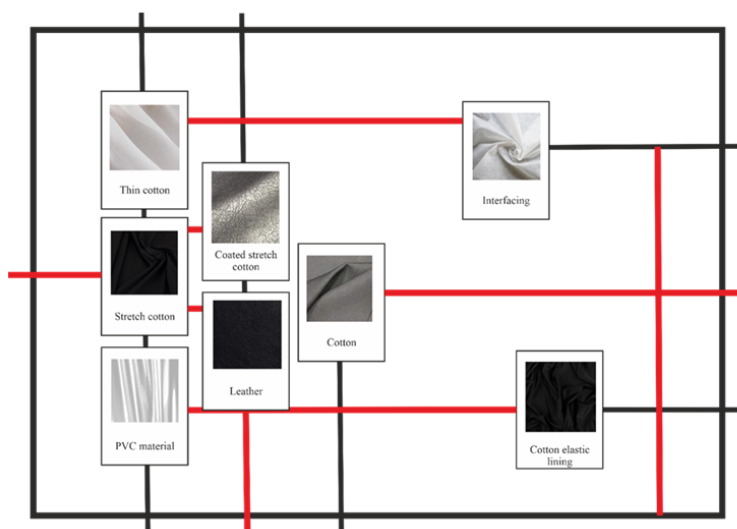 Thin cotton
Interfacing
Coated stretch
cotton
Stretch cotton
Cotton
Leather
PVC material
Cotton elastic
lining